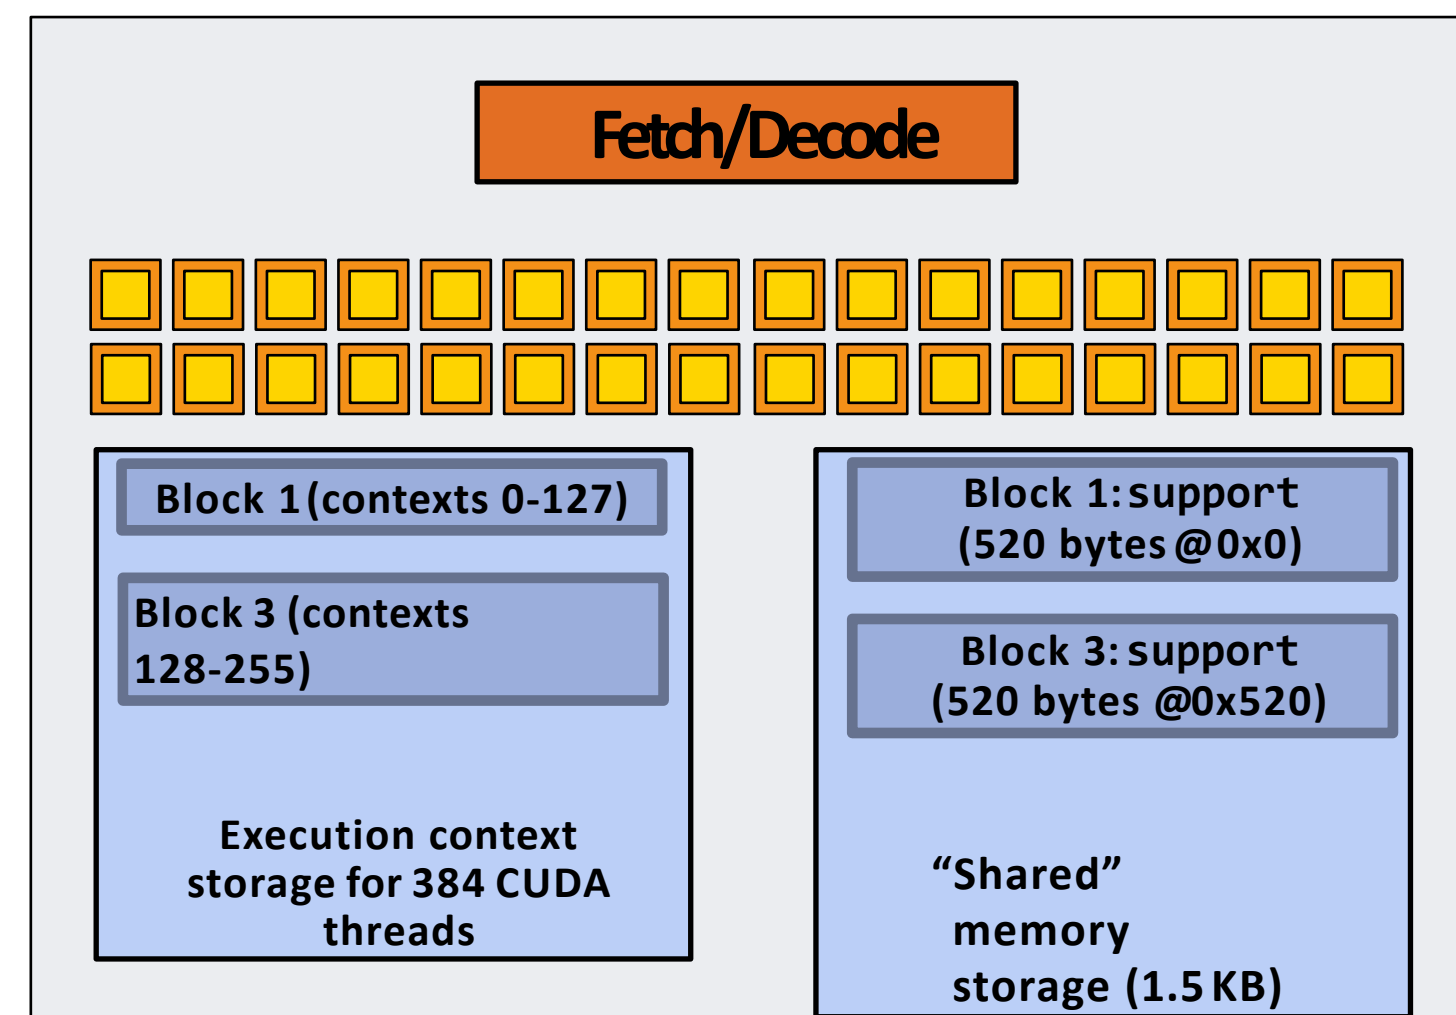 Fetch/Decode
Block 1 (contexts 0-127)
Block 3 (contexts
128-255)
Execution context
storage for 384 CUDA
threads
Block 1: support
(520 bytes @ 0x0)
Block 3: support
(520 bytes @0x520)
“Shared”
memory
storage (1.5 KB)